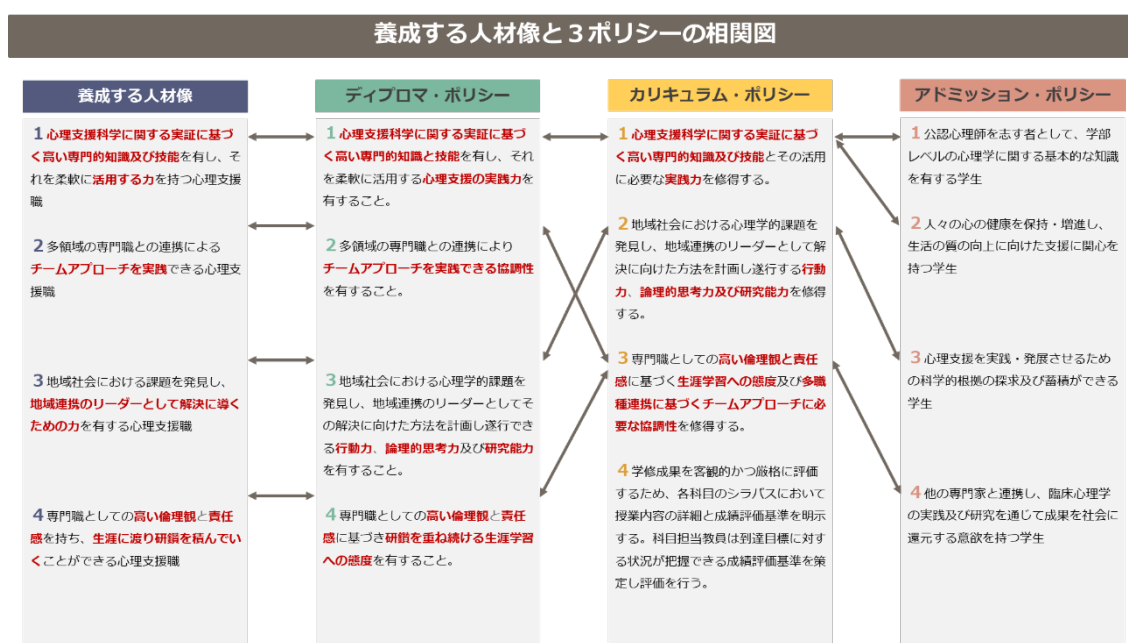 養成する人材像と３ポリシーの相関図
養成する人材像
1 心理支援科学に関する実証に基づ
く高い専門的知識及び技能を有し、そ
れを柔軟に活用する力を持つ心理支援
職
2 多領域の専門職との連携による
チームアプローチを実践できる心理支
援職
3 地域社会における課題を発見し、
地域連携のリーダーとして解決に導く
ための力を有する心理支援職
4 専門職としての高い倫理観と責任
感を持ち、生涯に渡り研鑽を積んでい
くことができる心理支援職
ディプロマ・ポリシー
1 心理支援科学に関する実証に基づ
く高い専門的知識と技能を有し、それ
を柔軟に活用する心理支援の実践力を
有すること。
2 多領域の専門職との連携により
チームアプローチを実践できる協調性
を有すること。
3 地域社会における心理学的課題を
発見し、地域連携のリーダーとしてそ
の解決に向けた方法を計画し遂行でき
る行動力、論理的思考力及び研究能力
を有すること。
4 専門職としての高い倫理観と責任
感に基づき研鑽を重ね続ける生涯学習
への態度を有すること。
カリキュラム・ポリシー
1 心理支援科学に関する実証に基づ
く高い専門的知識及び技能とその活用
に必要な実践力を修得する。
2 地域社会における心理学的課題を
発見し、地域連携のリーダーとして解
決に向けた方法を計画し遂行する行動
力、論理的思考力及び研究能力を修得
する。
3 専門職としての高い倫理観と責任
感に基づく生涯学習への態度及び多職
種連携に基づくチームアプローチに必
要な協調性を修得する。
4 学修成果を客観的かつ厳格に評価
するため、各科目のシラバスにおいて
授業内容の詳細と成績評価基準を明示
する。科目担当教員は到達目標に対す
る状況が把握できる成績評価基準を策
定し評価を行う。
アドミッション・ポリシー
1 公認心理師を志す者として、学部
レベルの心理学に関する基本的な知識
を有する学生
2 人々の心の健康を保持・増進し、
生活の質の向上に向けた支援に関心を
持つ学生
3 心理支援を実践・発展させるため
の科学的根拠の探求及び蓄積ができる
学生
4 他の専門家と連携し、臨床心理学
の実践及び研究を通じて成果を社会に
還元する意欲を持つ学生